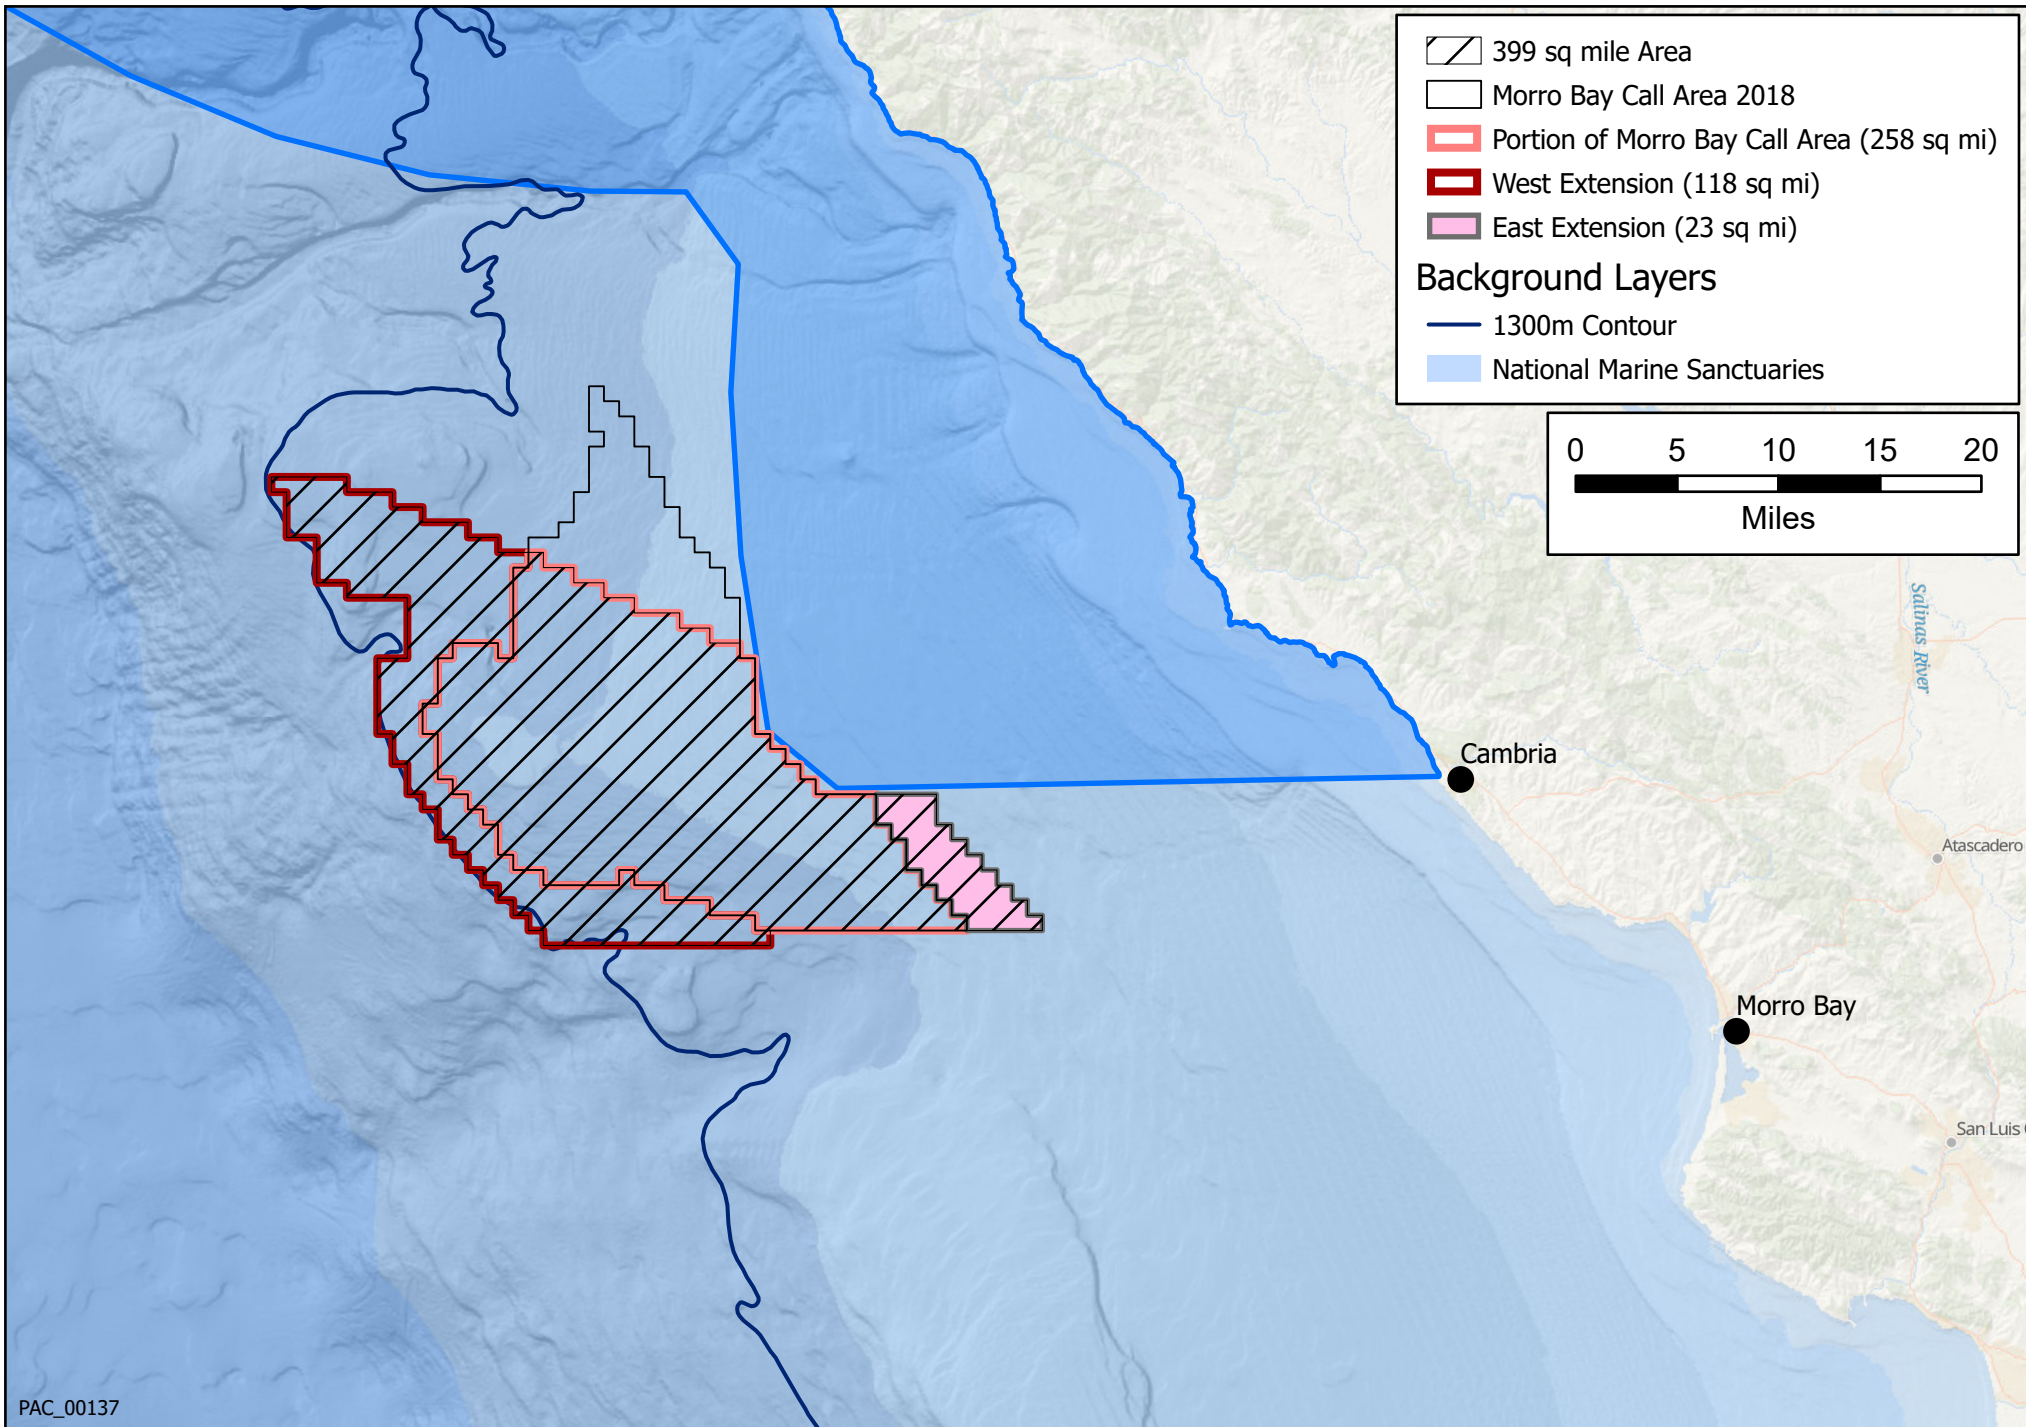 399 sq mile Area
Morro Bay Call Area 2018
Portion of Morro Bay Call Area (258 sq mi)
West Extension (118 sq mi)
East Extension (23 sq mi)
Background Layers
1300m Contour
National Marine Sanctuaries
0 5 10 15 20
Miles
Salinas River
Cambria
Atascadero
Morro Bay
San Luis
PAC_00137